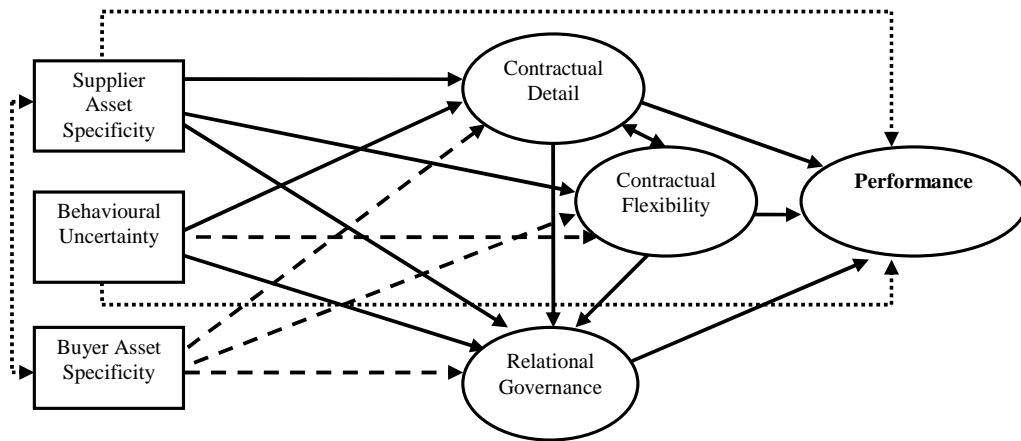 Supplier
Asset
Specificity
Behavioural
Uncertainty
Buyer Asset
Specificity
Contractual
Detail
Contractual
Flexibility
Relational
Governance
Performance